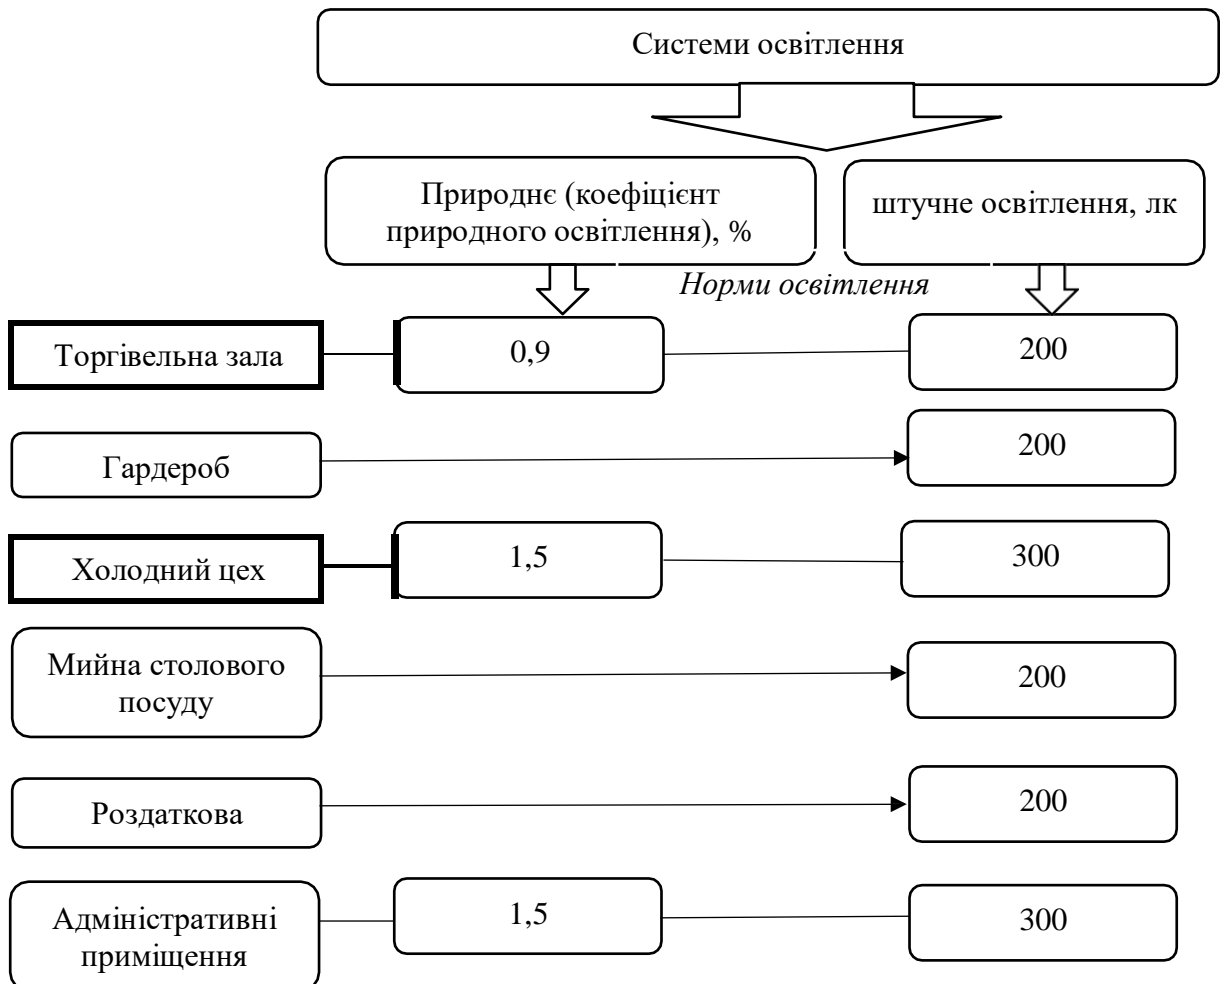 Системи освітлення
Природнє (коефіцієнт
природного освітлення), %
штучне освітлення, лк
Норми освітлення
Торгівельна зала
0,9
200
Гардероб
200
Холодний цех
1,5
300
Мийна столового
посуду
200
Роздаткова
200
Адміністративні
приміщення
1,5
300